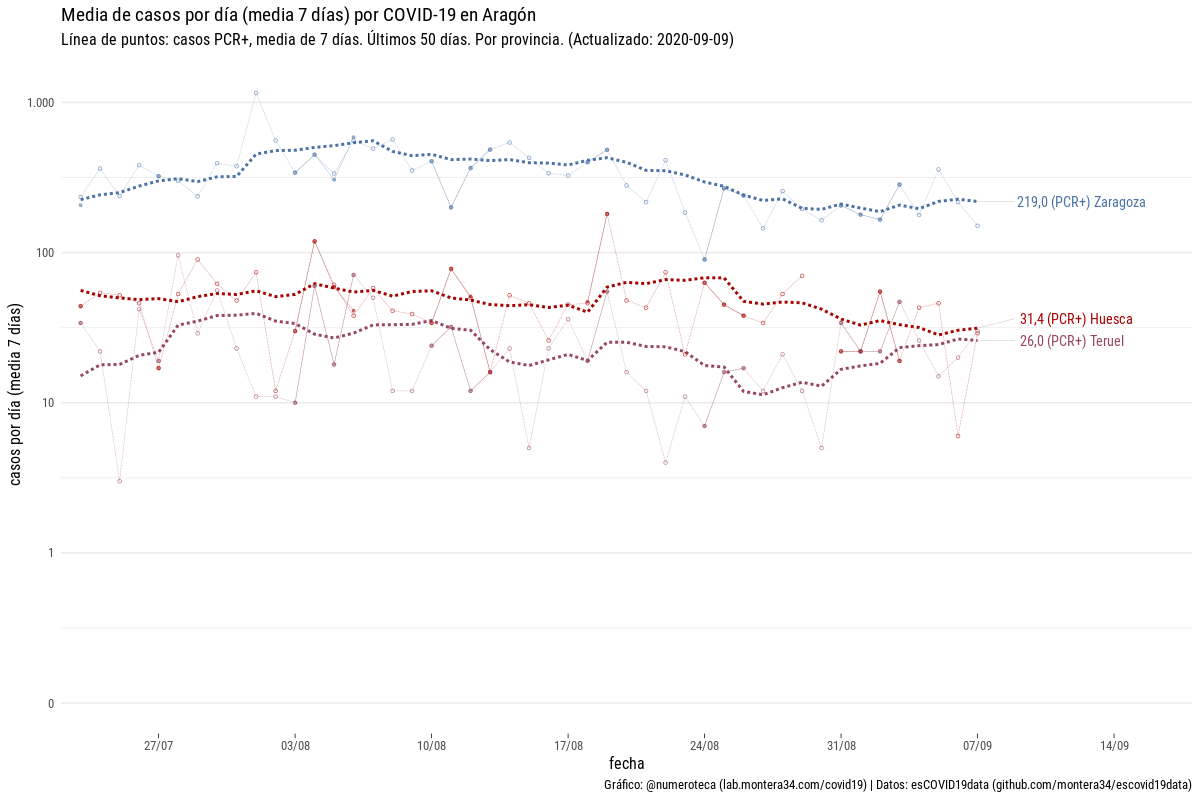 Media de casos por día (media 7 días) por COVID-19 en Aragón
Línea de puntos: casos PCR+, media de 7 días. Últimos 50 días. Por provincia. (Actualizado: 2020-09-09)
casos por día (media 7 días)
1.000
100
10
1
0
219,0 (PCR+) Zaragoza
31,4 (PCR+) Huesca
26,0 (PCR+) Teruel
27/07
03/08
10/08
17/08
24/08
31/08
07/09
14/09
fecha
Gráfico: @numeroteca (lab.montera34.com/covid19) | Datos: esCOVID19data (github.com/montera34/escovid19data)